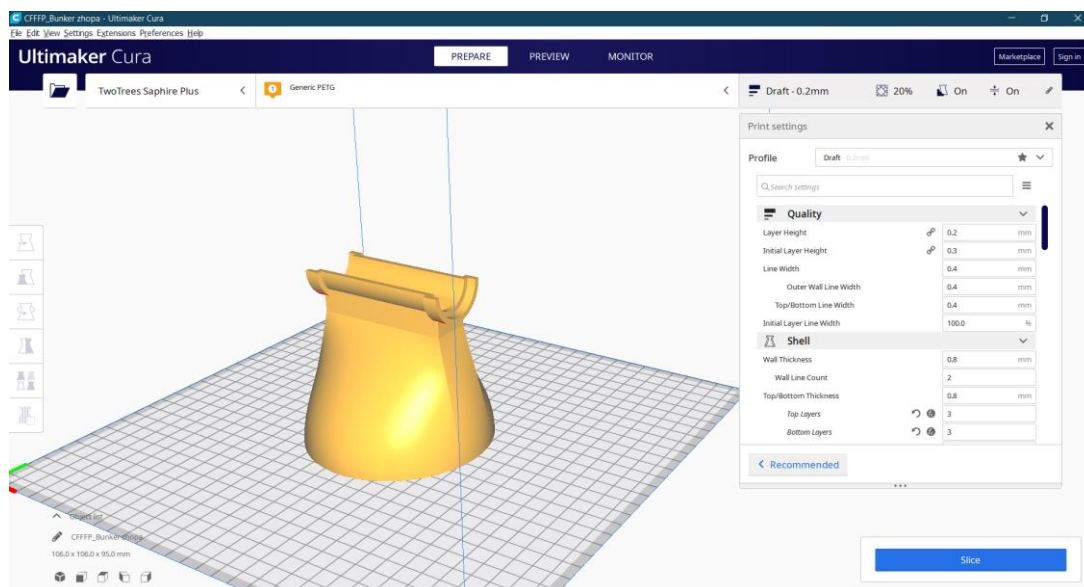 CFFFP_Bunker zhopa - Ultimaker Cura
File Edit View Settings Extensions Preferences Help
Ultimaker Cura
PREPARE
PREVIEW
MONITOR
Marketplace
Sign in
TwoTrees Saphire Plus
1
Generic PETG
Draft - 0.2mm
20%
On
On
Print settings
Profile
Draft 0.2mm
Search settings
Quality
Layer Height 0.2 mm
Initial Layer Height 0.3 mm
Line Width 0.4 mm
Outer Wall Line Width 0.4 mm
Top/Bottom Line Width 0.4 mm
Initial Layer Line Width 100.0 %
Shell
Wall Thickness 0.8 mm
Wall Line Count 2
Top/Bottom Thickness 0.8 mm
Top Layers 3
Bottom Layers 3
Recommended
Object list
CFFFP_Bunker zhopa
106.0 x 106.0 x 95.0 mm
Slice